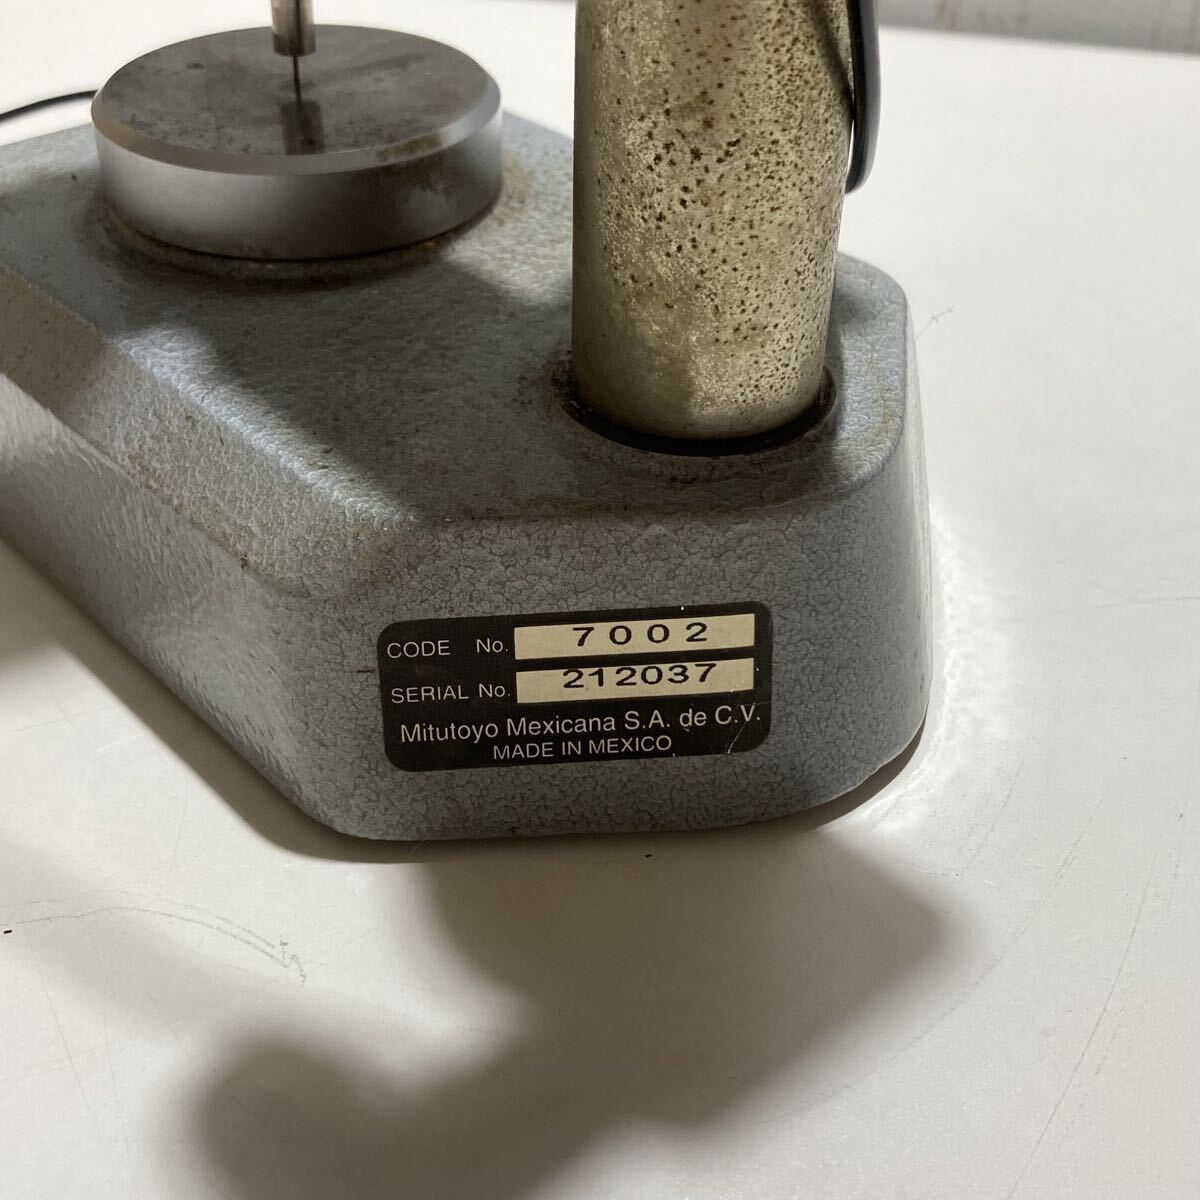 CODE No. 7002
SERIAL No. 212037
Mitutoyo Mexicana S.A. de C.V.
MADE IN MEXICO